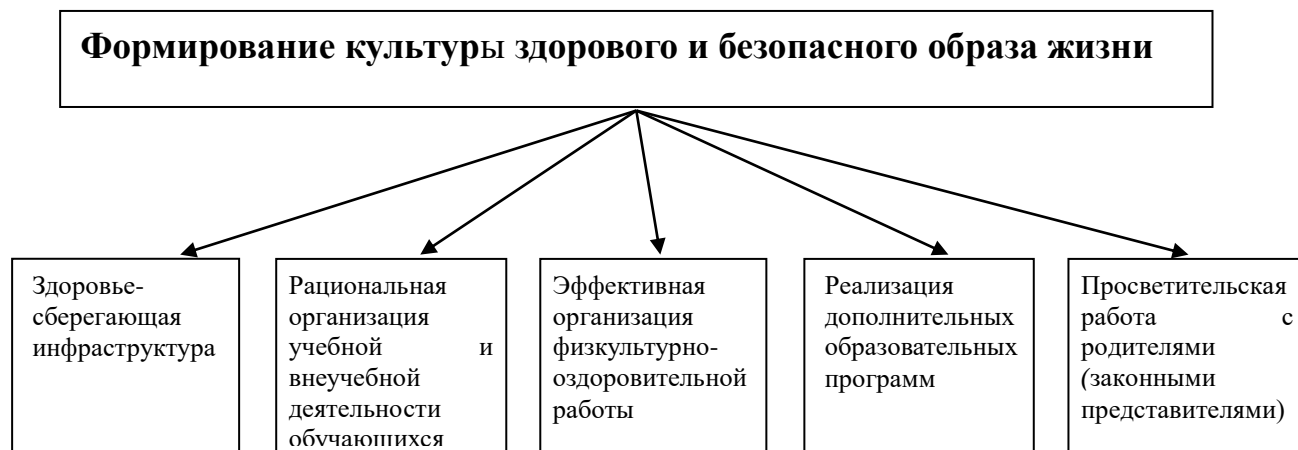 Формирование культуры здорового и безопасного образа жизни
Здоровье-
сберегающая
инфраструктура
Рациональная
организация
учебной и
внеучебной
деятельности
обучающихся
Эффективная
организация
физкультурно-
оздоровительной
работы
Реализация
дополнительных
образовательных
программ
Просветительская
работа с
родителями
(законными
представителями)